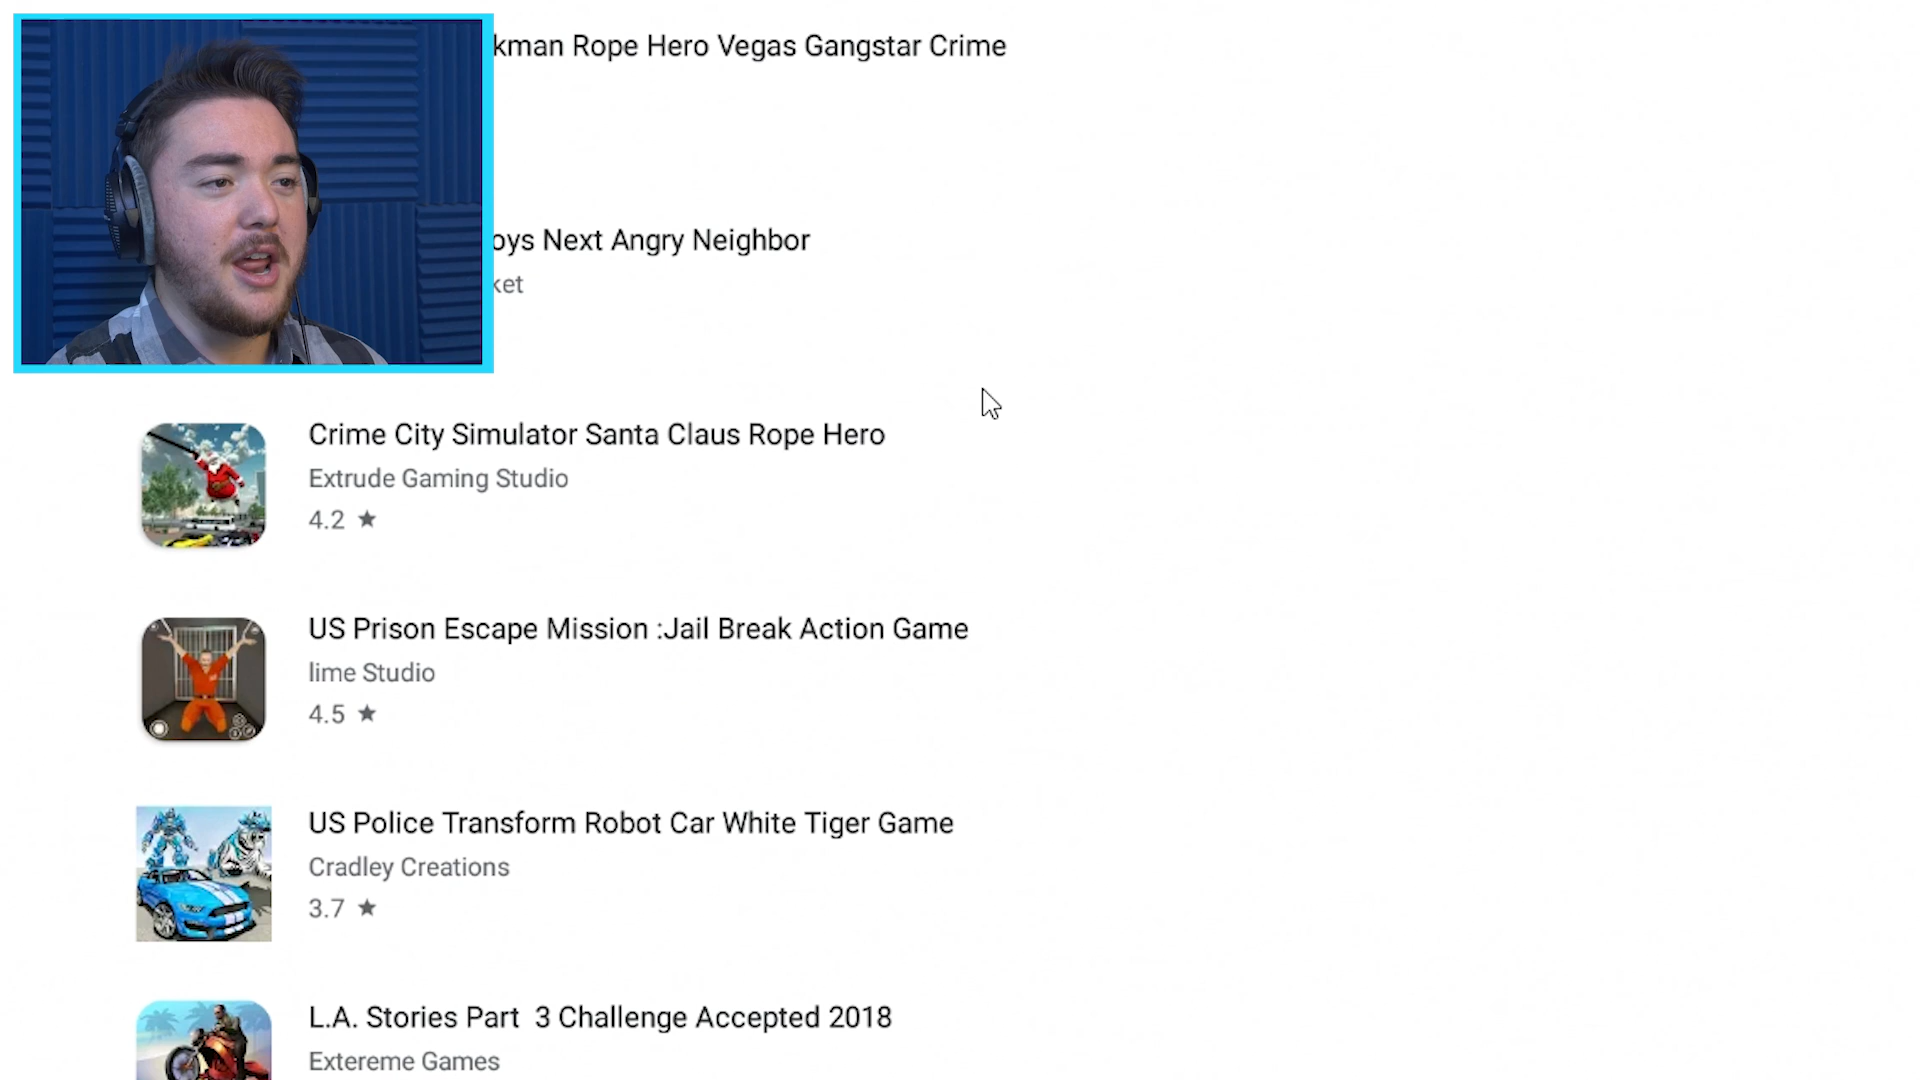 kman Rope Hero Vegas Gangstar Crime
oys Next Angry Neighbor
ket
Crime City Simulator Santa Claus Rope Hero
Extrude Gaming Studio
4.2 ★
US Prison Escape Mission :Jail Break Action Game
lime Studio
4.5 ★
US Police Transform Robot Car White Tiger Game
Cradley Creations
3.7 ★
L.A. Stories Part 3 Challenge Accepted 2018
Extereme Games